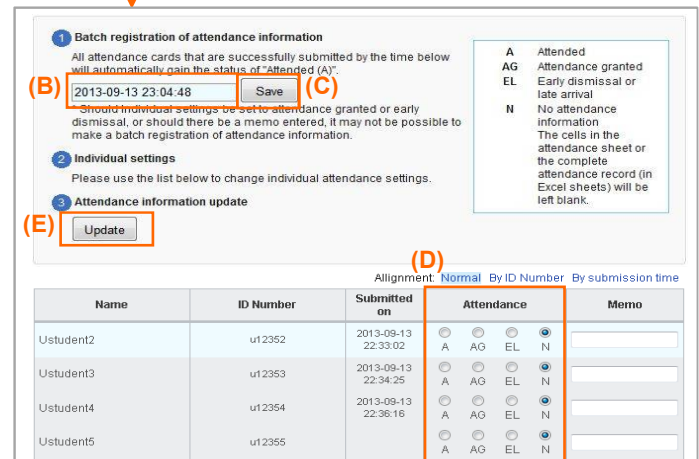 1 Batch registration of attendance information
All attendance cards that are successfully submitted by the time below
will automatically gain the status of "Attended (A)".
(B) 2013-09-13 23:04:48 Save (C)
* Should individual settings be set to attendance granted or early
dismissal, or should there be a memo entered, it may not be possible to
make a batch registration of attendance information.
2 Individual settings
Please use the list below to change individual attendance settings.
3 Attendance information update
(E) Update
A Attended
AG Attendance granted
EL Early dismissal or
late arrival
N No attendance
information
The cells in the
attendance sheet or
the complete
attendance record (in
Excel sheets) will be
left blank.
(D)
Allignment: Normal By ID Number By submission time
Name ID Number Submitted on Attendance Memo
Ustudent2 u12352 2013-09-13 22:33:02 A AG EL N
Ustudent3 u12353 2013-09-13 22:34:25 A AG EL N
Ustudent4 u12354 2013-09-13 22:36:16 A AG EL N
Ustudent5 u12355 A AG EL N